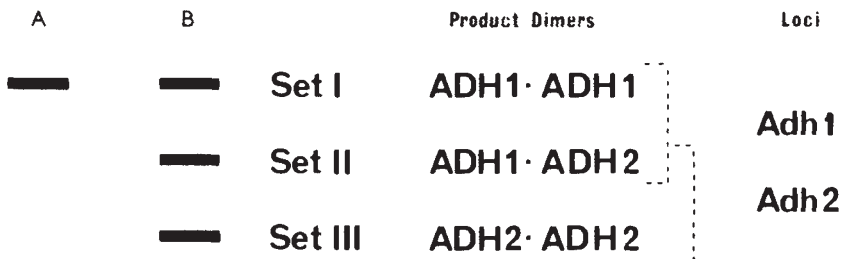 A B Product Dimers Loci
Set I ADH1· ADH1
Adh1
Set II ADH1· ADH2
Adh2
Set III ADH2· ADH2